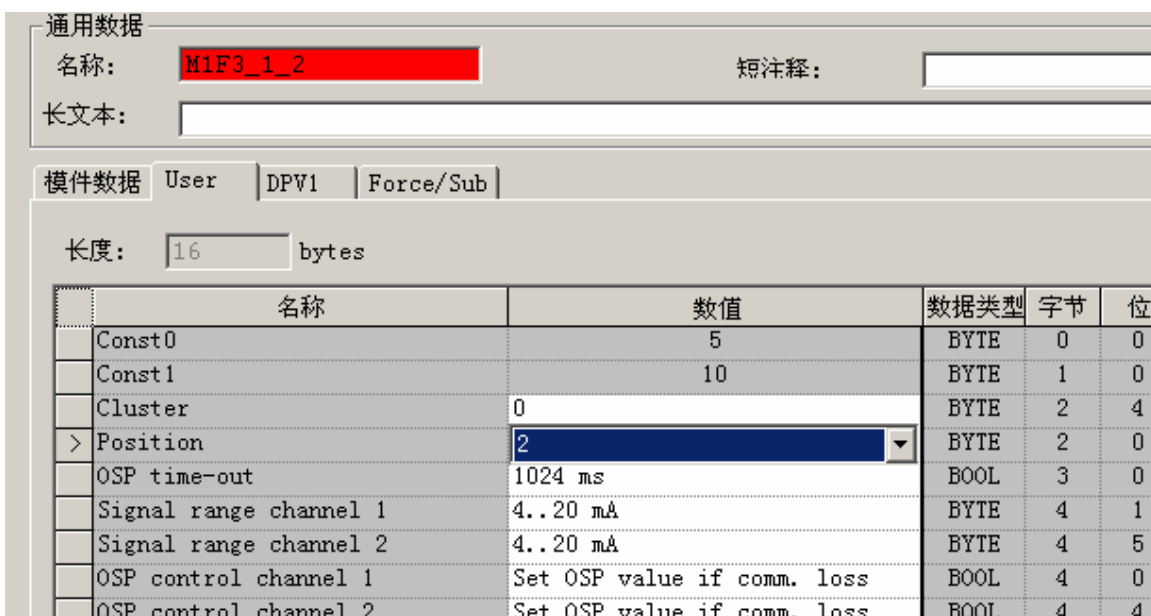 通用数据
名称: M1F3_1_2 短注释:
长文本:
模件数据 User DPV1 Force/Sub
长度: 16 bytes
名称 数值 数据类型 字节 位
Const0 5 BYTE 0 0
Const1 10 BYTE 1 0
Cluster 0 BYTE 2 4
> Position 2 BYTE 2 0
OSP time-out 1024 ms BOOL 3 0
Signal range channel 1 4..20 mA BYTE 4 1
Signal range channel 2 4..20 mA BYTE 4 5
OSP control channel 1 Set OSP value if comm. loss BOOL 4 0
OSP control channel 2 Set OSP value if comm. loss BOOL 4 4